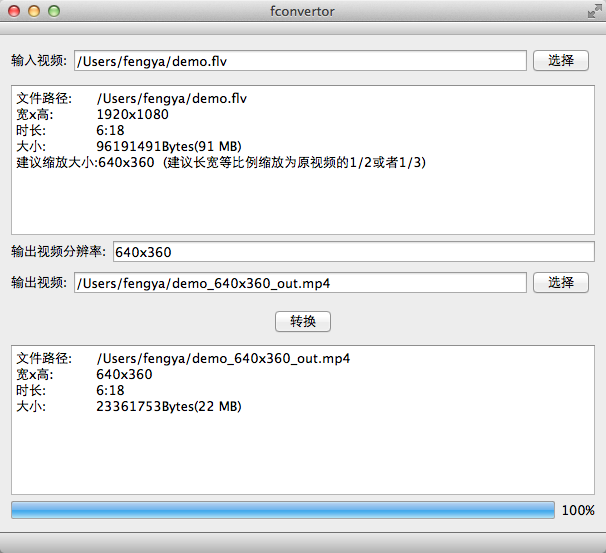 fconvertor
输入视频: /Users/fengya/demo.flv 选择
文件路径: /Users/fengya/demo.flv
宽x高: 1920x1080
时长: 6:18
大小: 96191491Bytes(91 MB)
建议缩放大小:640x360 (建议长宽等比例缩放为原视频的1/2或者1/3)
输出视频分辨率: 640x360
输出视频: /Users/fengya/demo_640x360_out.mp4 选择
转换
文件路径: /Users/fengya/demo_640x360_out.mp4
宽x高: 640x360
时长: 6:18
大小: 23361753Bytes(22 MB)
100%